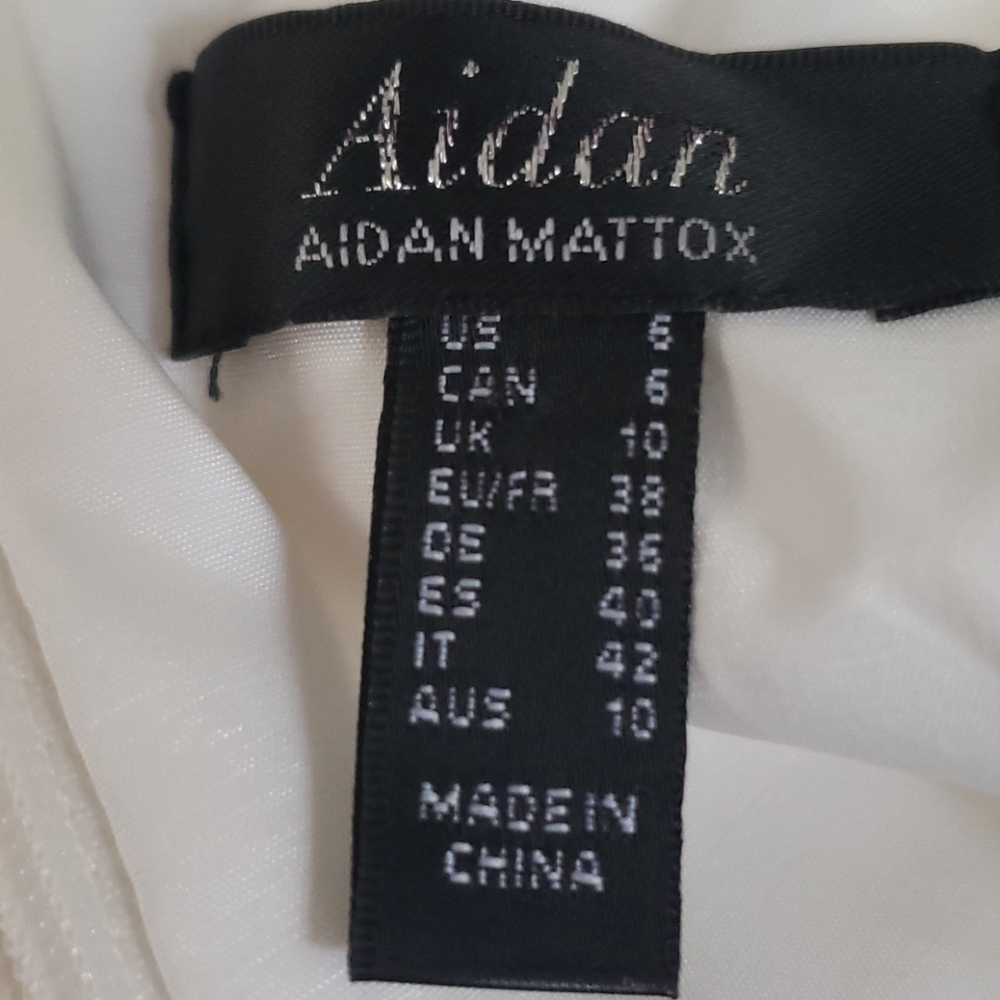 Aidan
AIDAN MATTOX
US 6
CAN 6
UK 10
EU/FR 38
DE 36
ES 40
IT 42
AUS 10
MADE IN
CHINA